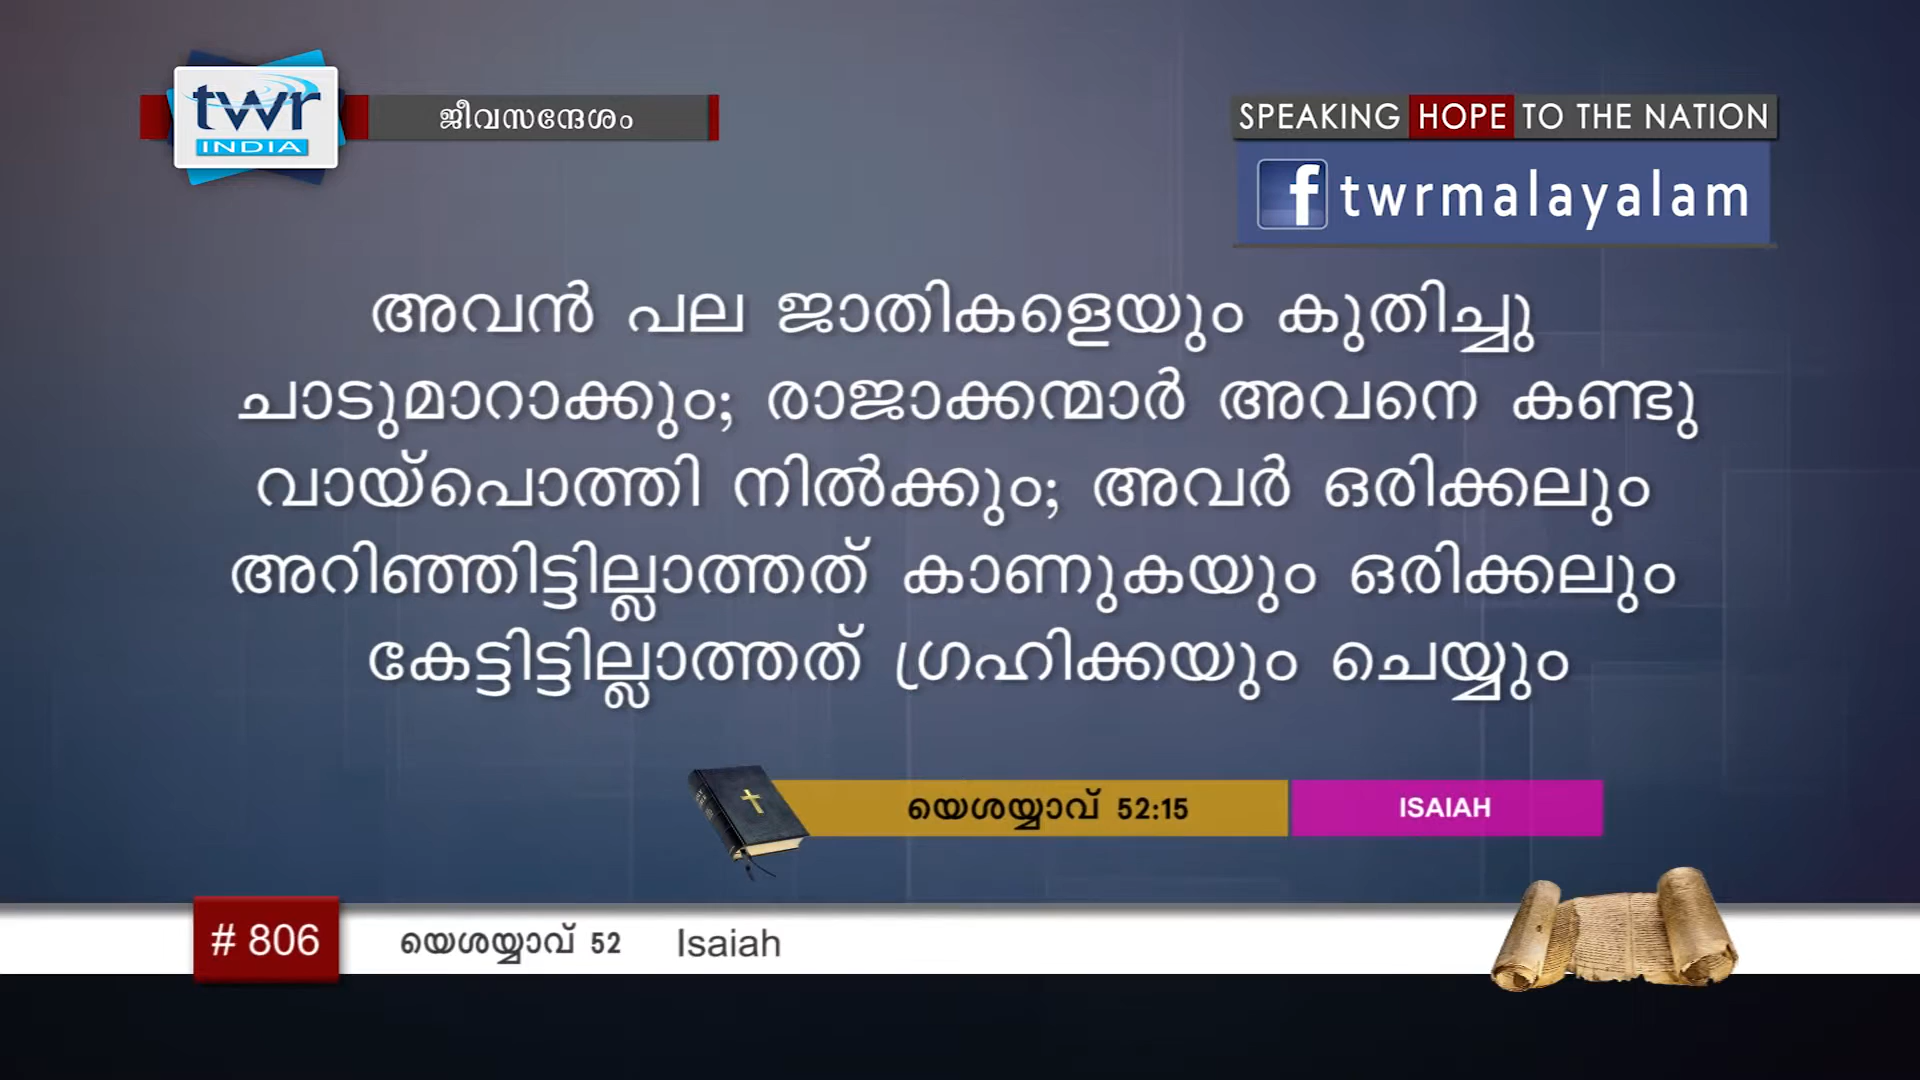 twr
INDIA
ജീവസന്ദേശം
SPEAKING HOPE TO THE NATION
f twrmalayalam
അവൻ പല ജാതികളെയും കുതിച്ചു
ചാടുമാറാക്കും; രാജാക്കന്മാർ അവനെ കണ്ടു
വായ്പൊത്തി നിൽക്കും; അവർ ഒരിക്കലും
അറിഞ്ഞിട്ടില്ലാത്തത് കാണുകയും ഒരിക്കലും
കേട്ടിട്ടില്ലാത്തത് ഗ്രഹിക്കയും ചെയ്യും
യെശയ്യാവ് 52:15 ISAIAH
# 806 യെശയ്യാവ് 52 Isaiah